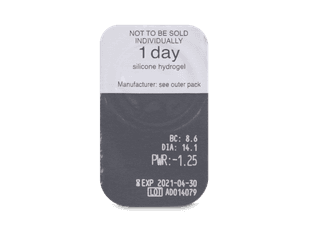 NOT TO BE SOLD
INDIVIDUALLY
1 day
silicone hydrogel
Manufacturer: see outer pack
BC: 8.6
DIA: 14.1
PWR:-1.25
EXP 2021-04-30
LOT AD014079